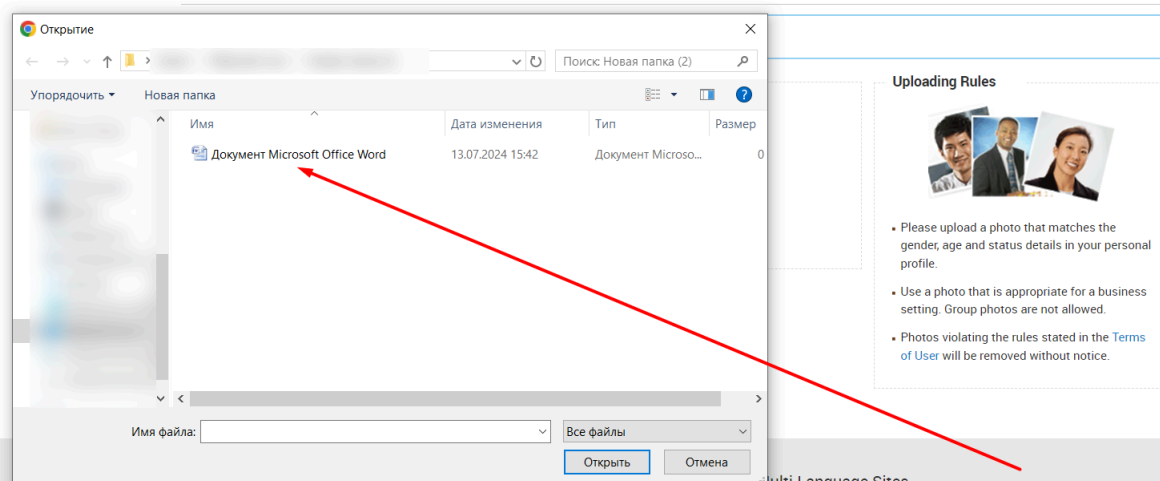 Открытие
Поиск: Новая папка (2)
Упорядочить
Новая папка
Имя
Дата изменения
Тип
Размер
Документ Microsoft Office Word
13.07.2024 15:42
Документ Microso...
0
Имя файла:
Все файлы
Открыть
Отмена
Uploading Rules
Please upload a photo that matches the
gender, age and status details in your personal
profile.
Use a photo that is appropriate for a business
setting. Group photos are not allowed.
Photos violating the rules stated in the Terms
of User will be removed without notice.
Language Sites